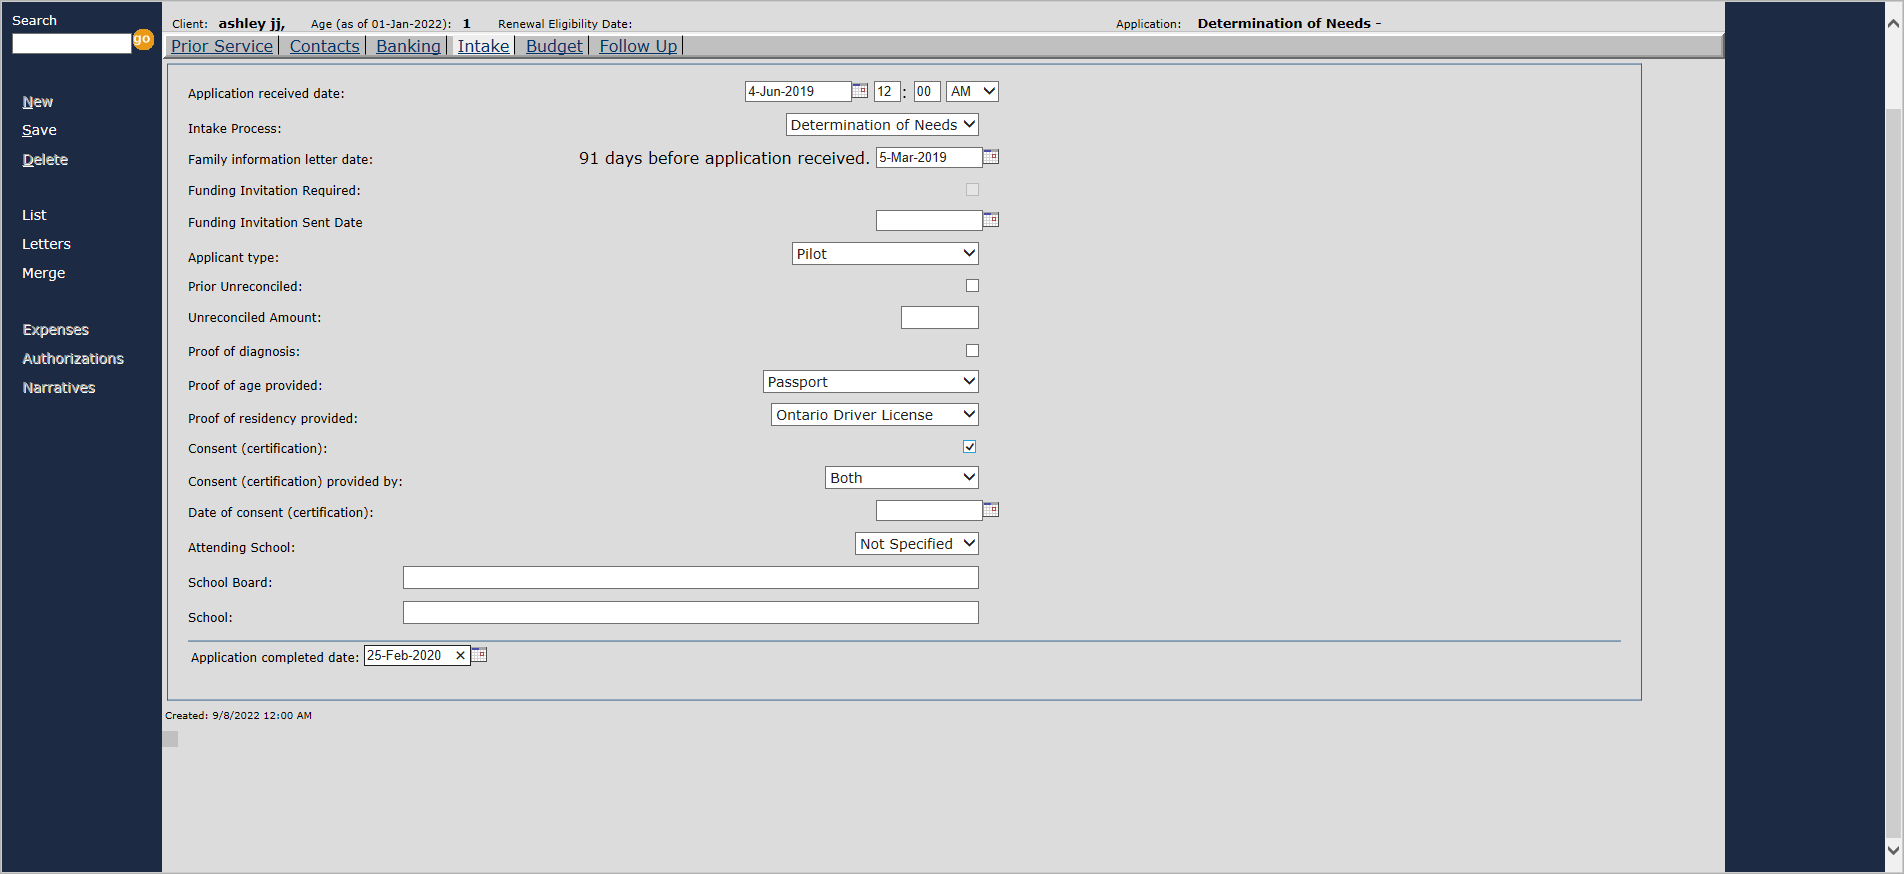 Search
go
New
Save
Delete
List
Letters
Merge
Expenses
Authorizations
Narratives
Client: ashley jj, Age (as of 01-Jan-2022): 1 Renewal Eligibility Date: Application: Determination of Needs -
Prior Service Contacts Banking Intake Budget Follow Up
Application received date: 4-Jun-2019 12 : 00 AM
Intake Process: Determination of Needs
Family information letter date: 91 days before application received. 5-Mar-2019
Funding Invitation Required:
Funding Invitation Sent Date
Applicant type: Pilot
Prior Unreconciled:
Unreconciled Amount:
Proof of diagnosis:
Proof of age provided: Passport
Proof of residency provided: Ontario Driver License
Consent (certification):
Consent (certification) provided by: Both
Date of consent (certification):
Attending School: Not Specified
School Board:
School:
Application completed date: 25-Feb-2020
Created: 9/8/2022 12:00 AM